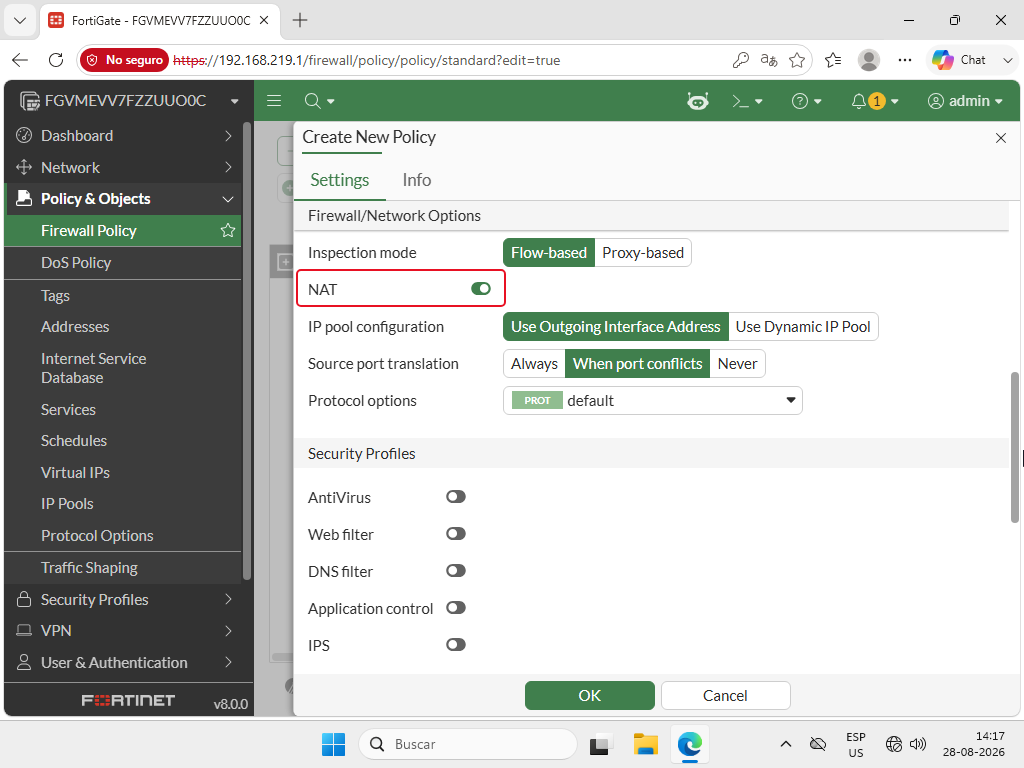 FortiGate - FGVMEVV7FZZUUO0C
No seguro
https://192.168.219.1/firewall/policy/policy/standard?edit=true
Chat
FGVMEVV7FZZUUO0C
1
admin
Dashboard
Network
Policy & Objects
Firewall Policy
DoS Policy
Tags
Addresses
Internet Service
Database
Services
Schedules
Virtual IPs
IP Pools
Protocol Options
Traffic Shaping
Security Profiles
VPN
User & Authentication
FORTINET
v8.0.0
Create New Policy
Settings
Info
Firewall/Network Options
Inspection mode
Flow-based
Proxy-based
NAT
IP pool configuration
Use Outgoing Interface Address
Use Dynamic IP Pool
Source port translation
Always
When port conflicts
Never
Protocol options
PROT
default
Security Profiles
AntiVirus
Web filter
DNS filter
Application control
IPS
OK
Cancel
Buscar
ESP
US
14:17
28-08-2026